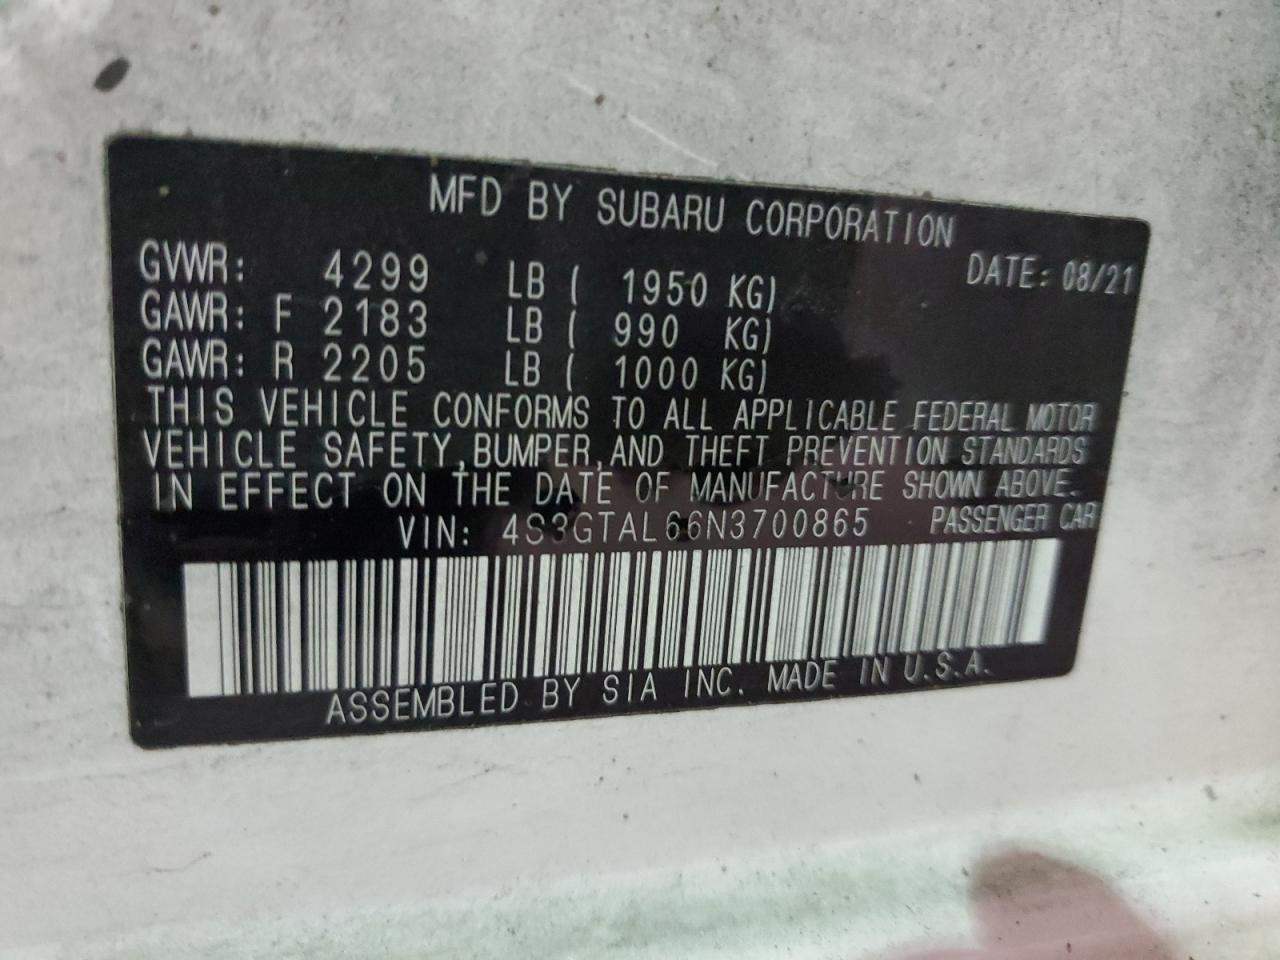 MFD BY SUBARU CORPORATION
DATE: 08/21
GVWR: 4299 LB ( 1950 KG)
GAWR: F 2183 LB ( 990 KG)
GAWR: R 2205 LB ( 1000 KG)
THIS VEHICLE CONFORMS TO ALL APPLICABLE FEDERAL MOTOR
VEHICLE SAFETY, BUMPER, AND THEFT PREVENTION STANDARDS
IN EFFECT ON THE DATE OF MANUFACTURE SHOWN ABOVE.
VIN: 4S3GTAL66N3700865 PASSENGER CAR
ASSEMBLED BY SIA INC. MADE IN U.S.A.